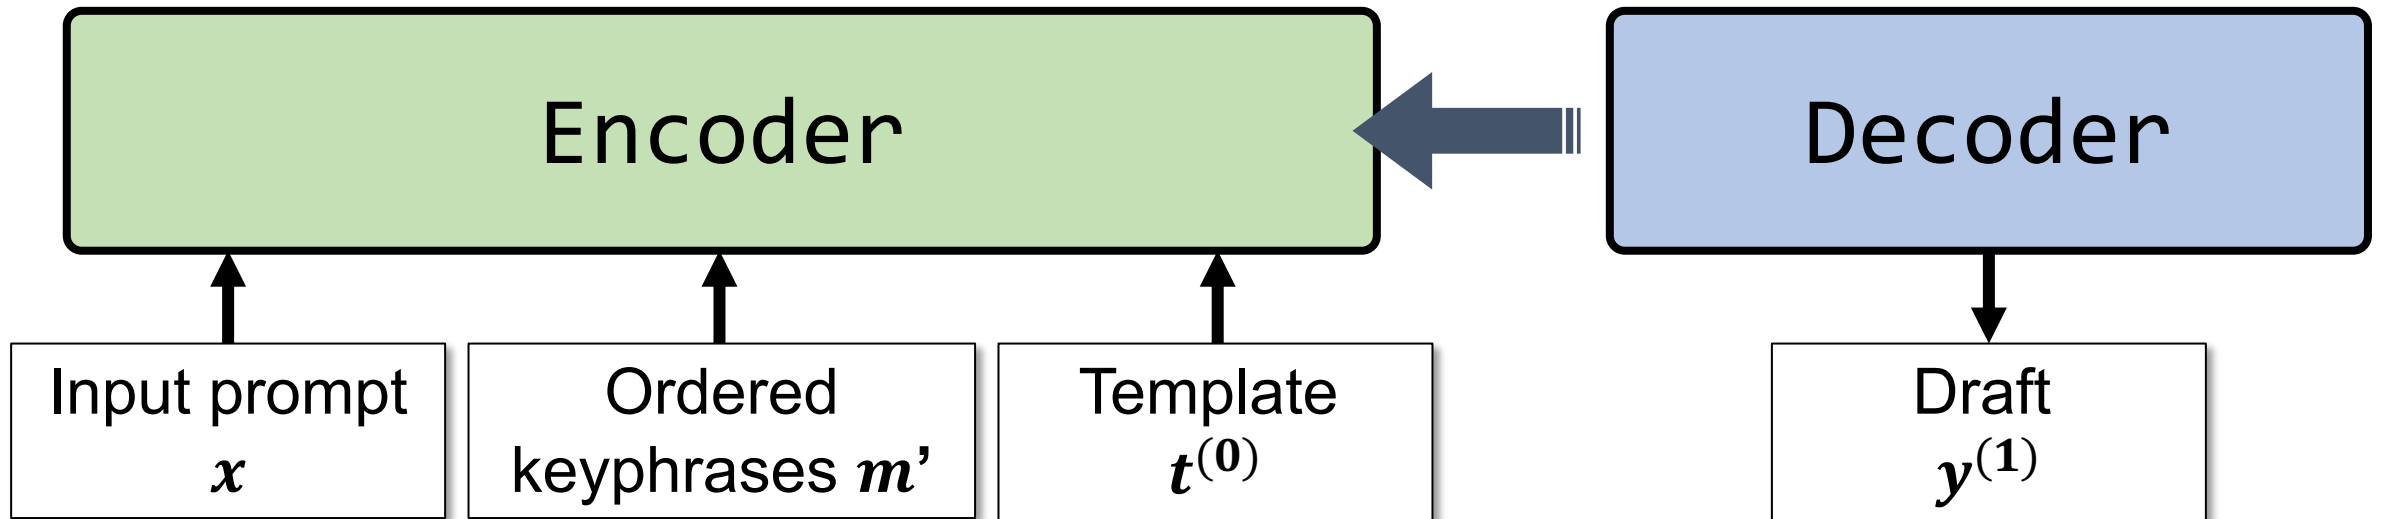 Encoder
Decoder
Input prompt
x
Ordered
keyphrases m’
Template
t⁽⁰⁾
Draft
y⁽¹⁾